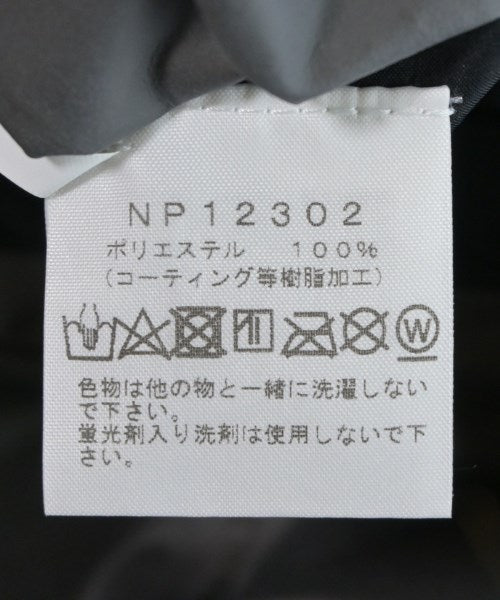 NP12302
ポリエステル 100%
(コーティング等樹脂加工)
W
色物は他の物と一緒に洗濯しない
で下さい。
蛍光剤入り洗剤は使用しないで下
さい。